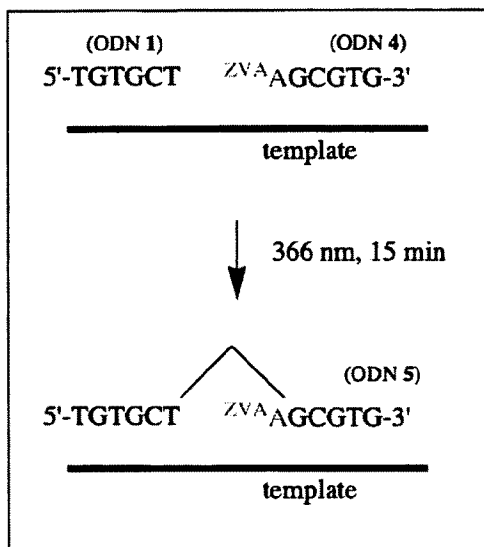 (ODN 1) (ODN 4)
5'-TGTGCT ZVAAGCGTG-3'
template
366 nm, 15 min
(ODN 5)
5'-TGTGCT ZVAAGCGTG-3'
template